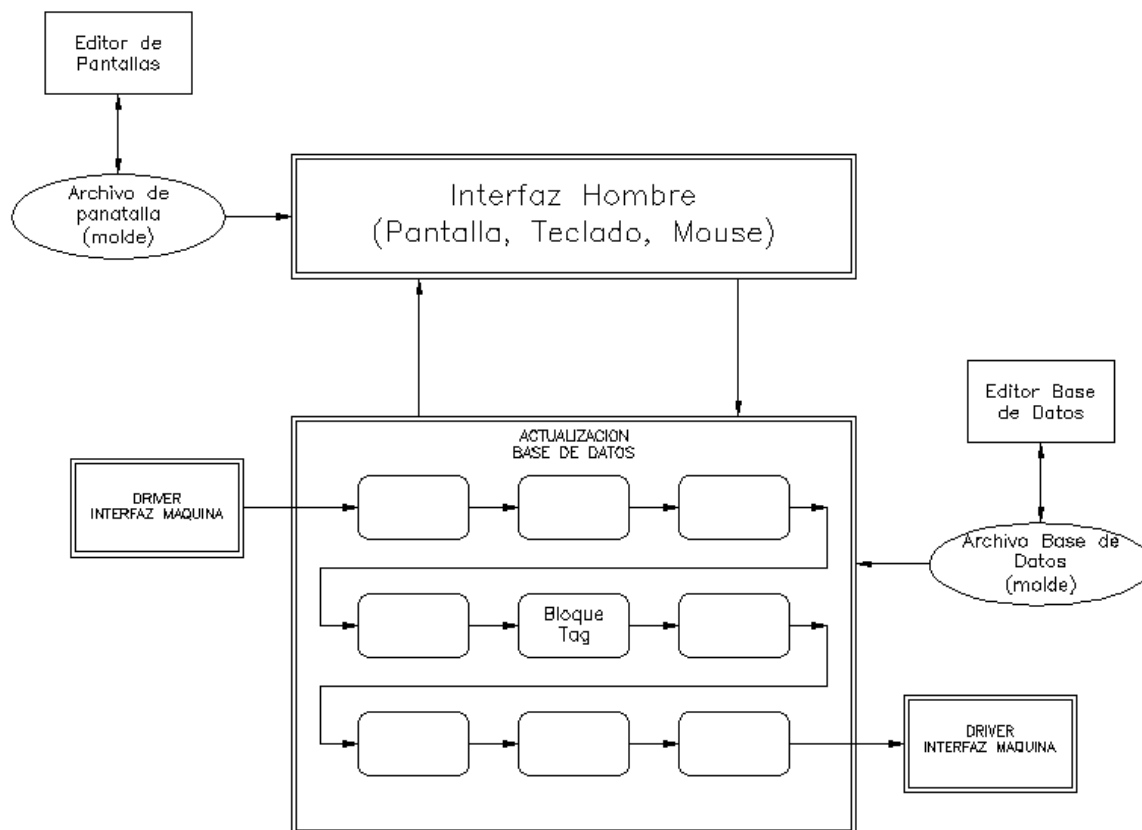 Editor de
Pantallas
Archivo de
panatalla
(molde)
Interfaz Hombre
(Pantalla, Teclado, Mouse)
Editor Base
de Datos
ACTUALIZACION
BASE DE DATOS
DRIVER
INTERFAZ MAQUINA
Archivo Base de
Datos
(molde)
Bloque
Tag
DRIVER
INTERFAZ MAQUINA